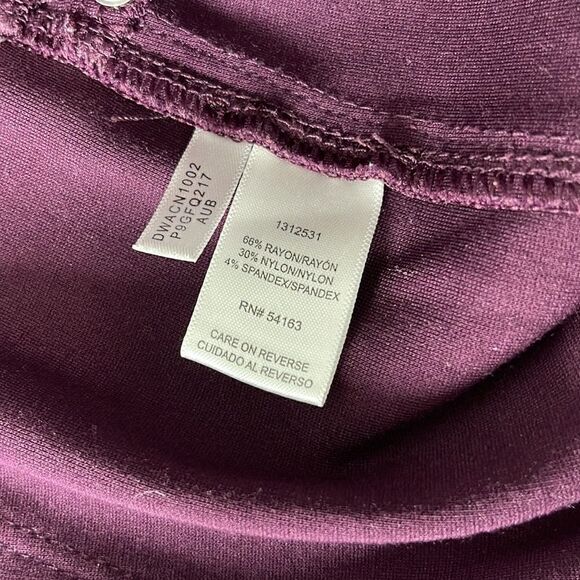 DWACN1002
P9GFQ217
AUB
1312531
66% RAYON/RAYÓN
30% NYLON/NYLON
4% SPANDEX/SPANDEX
RN# 54163
CARE ON REVERSE
CUIDADO AL REVERSO